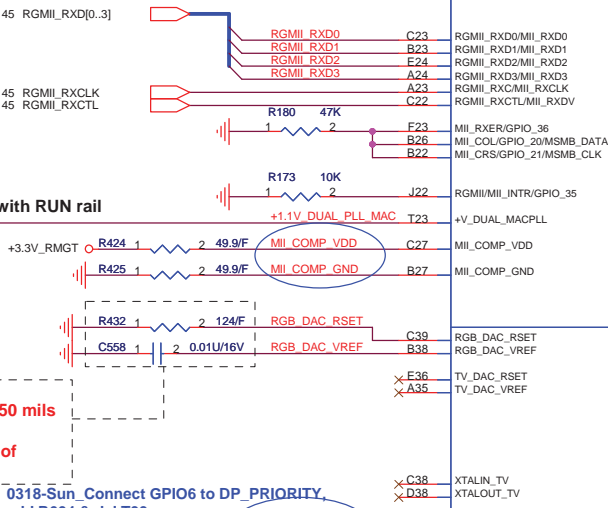 45 RGMII_RXD[0..3]
RGMII_RXD0 C23 RGMII_RXD0/MII_RXD0
RGMII_RXD1 B23 RGMII_RXD1/MII_RXD1
RGMII_RXD2 E24 RGMII_RXD2/MII_RXD2
RGMII_RXD3 A24 RGMII_RXD3/MII_RXD3
45 RGMII_RXCLK A23 RGMII_RXC/MII_RXCLK
45 RGMII_RXCTL C22 RGMII_RXCTL/MII_RXDV
R180 47K
1 2 F23 MII_RXER/GPIO_36
B26 MII_COL/GPIO_20/MSMB_DATA
B22 MII_CRS/GPIO_21/MSMB_CLK
R173 10K
1 2 J22 RGMII/MII_INTR/GPIO_35
with RUN rail
+1.1V_DUAL_PLL_MAC T23 +V_DUAL_MACPLL
+3.3V_RMGT R424 1 2 49.9/F MII_COMP_VDD C27 MII_COMP_VDD
R425 1 2 49.9/F MII_COMP_GND B27 MII_COMP_GND
R432 1 2 124/F RGB_DAC_RSET C39 RGB_DAC_RSET
C558 1 2 0.01U/16V RGB_DAC_VREF B38 RGB_DAC_VREF
E36 TV_DAC_RSET
A35 TV_DAC_VREF
50 mils
of
C38 XTALIN_TV
D38 XTALOUT_TV
0318-Sun_Connect GPIO6 to DP_PRIORITY,